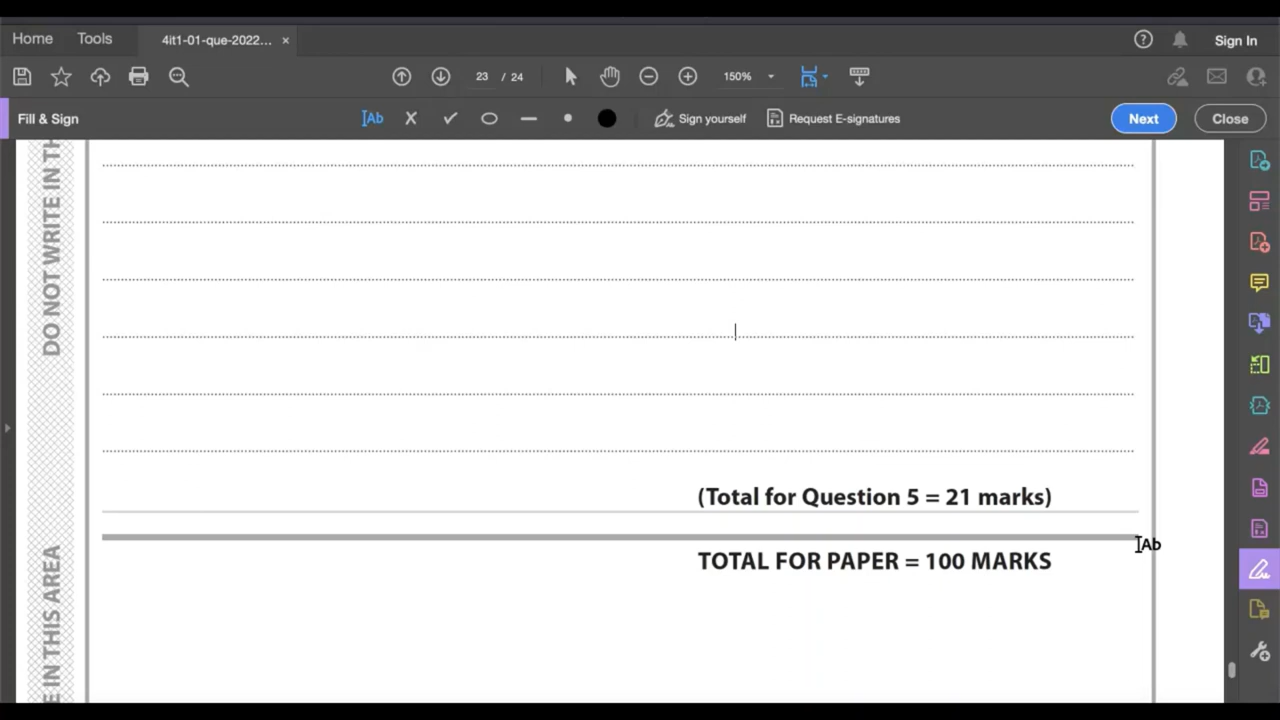 Home Tools 4it1-01-que-2022... × Sign In
23 / 24 150%
Fill & Sign Ab Sign yourself Request E-signatures Next Close
DO NOT WRITE IN TH
(Total for Question 5 = 21 marks)
Ab
TOTAL FOR PAPER = 100 MARKS
E IN THIS AREA